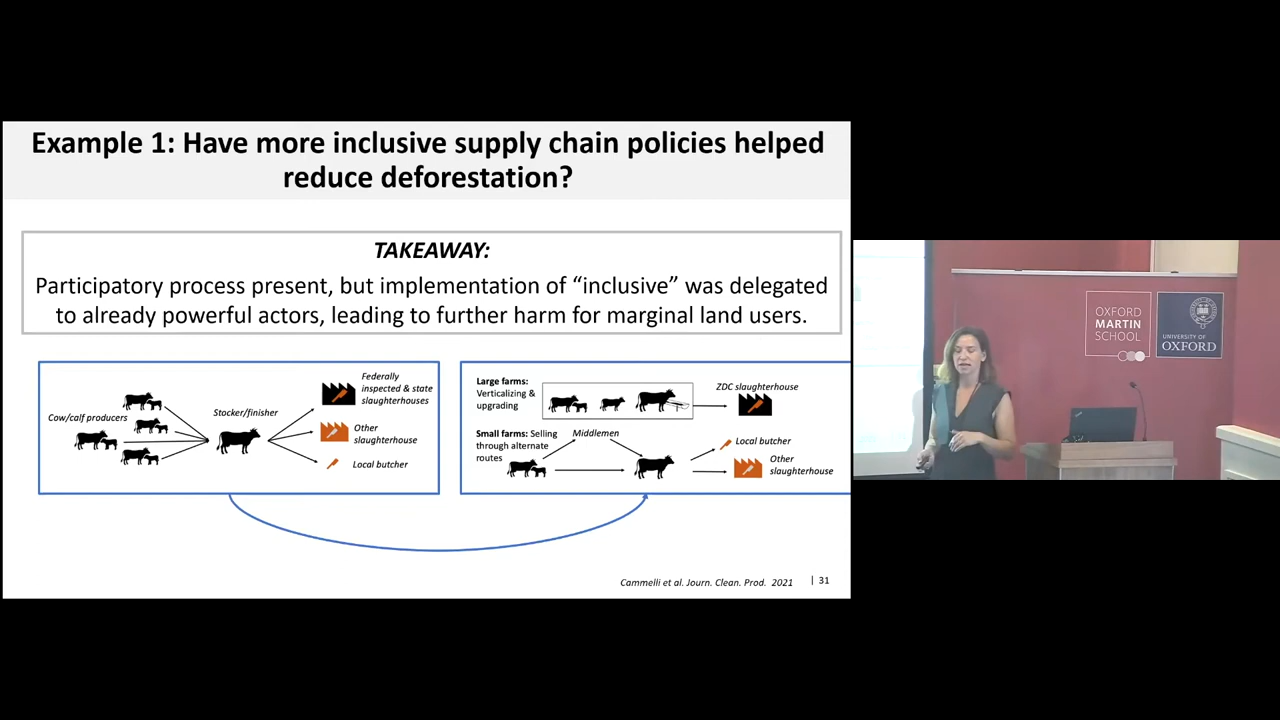 Example 1: Have more inclusive supply chain policies helped
reduce deforestation?
TAKEAWAY:
Participatory process present, but implementation of “inclusive” was delegated
to already powerful actors, leading to further harm for marginal land users.
Cow/calf producers
Stocker/finisher
Federally
inspected & state
slaughterhouses
Other
slaughterhouse
Local butcher
Large farms:
Verticalizing &
upgrading
ZDC slaughterhouse
Small farms: Selling
through alternate
routes
Middlemen
Local butcher
Other
slaughterhouse
Cammelli et al. Journ. Clean. Prod. 2021
| 31
OXFORD
MARTIN
SCHOOL
UNIVERSITY OF
OXFORD